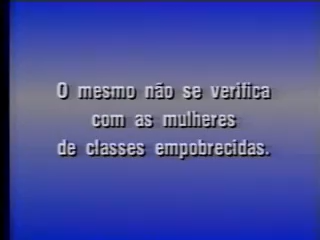 O mesmo não se verifica
com as mulheres
de classes empobrecidas.